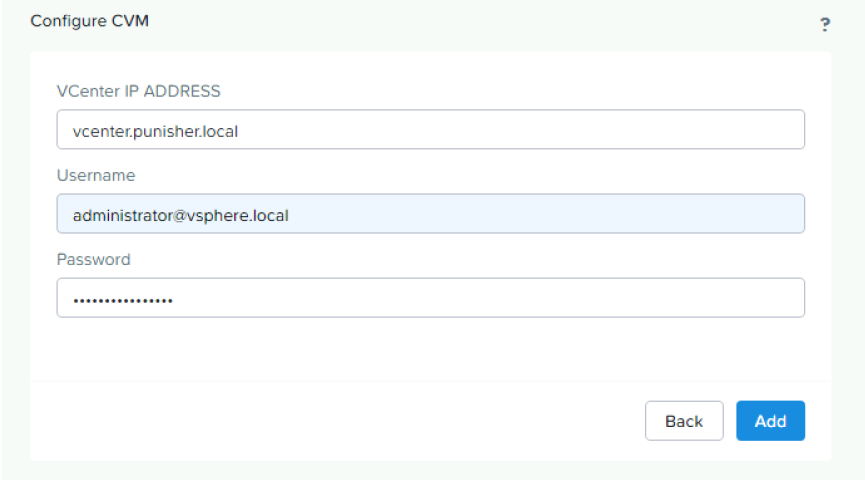 Configure CVM
?
VCenter IP ADDRESS
vcenter.punisher.local
Username
administrator@vsphere.local
Password
••••••••••••••••
Back
Add